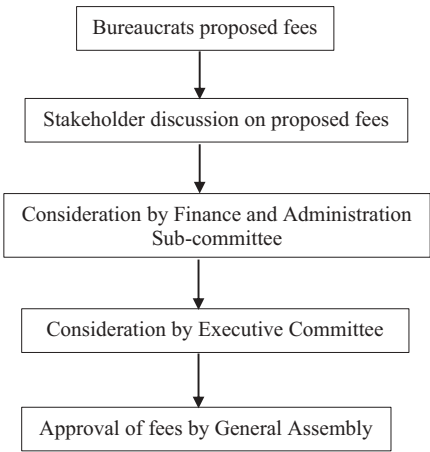 Bureaucrats proposed fees
Stakeholder discussion on proposed fees
Consideration by Finance and Administration
Sub-committee
Consideration by Executive Committee
Approval of fees by General Assembly